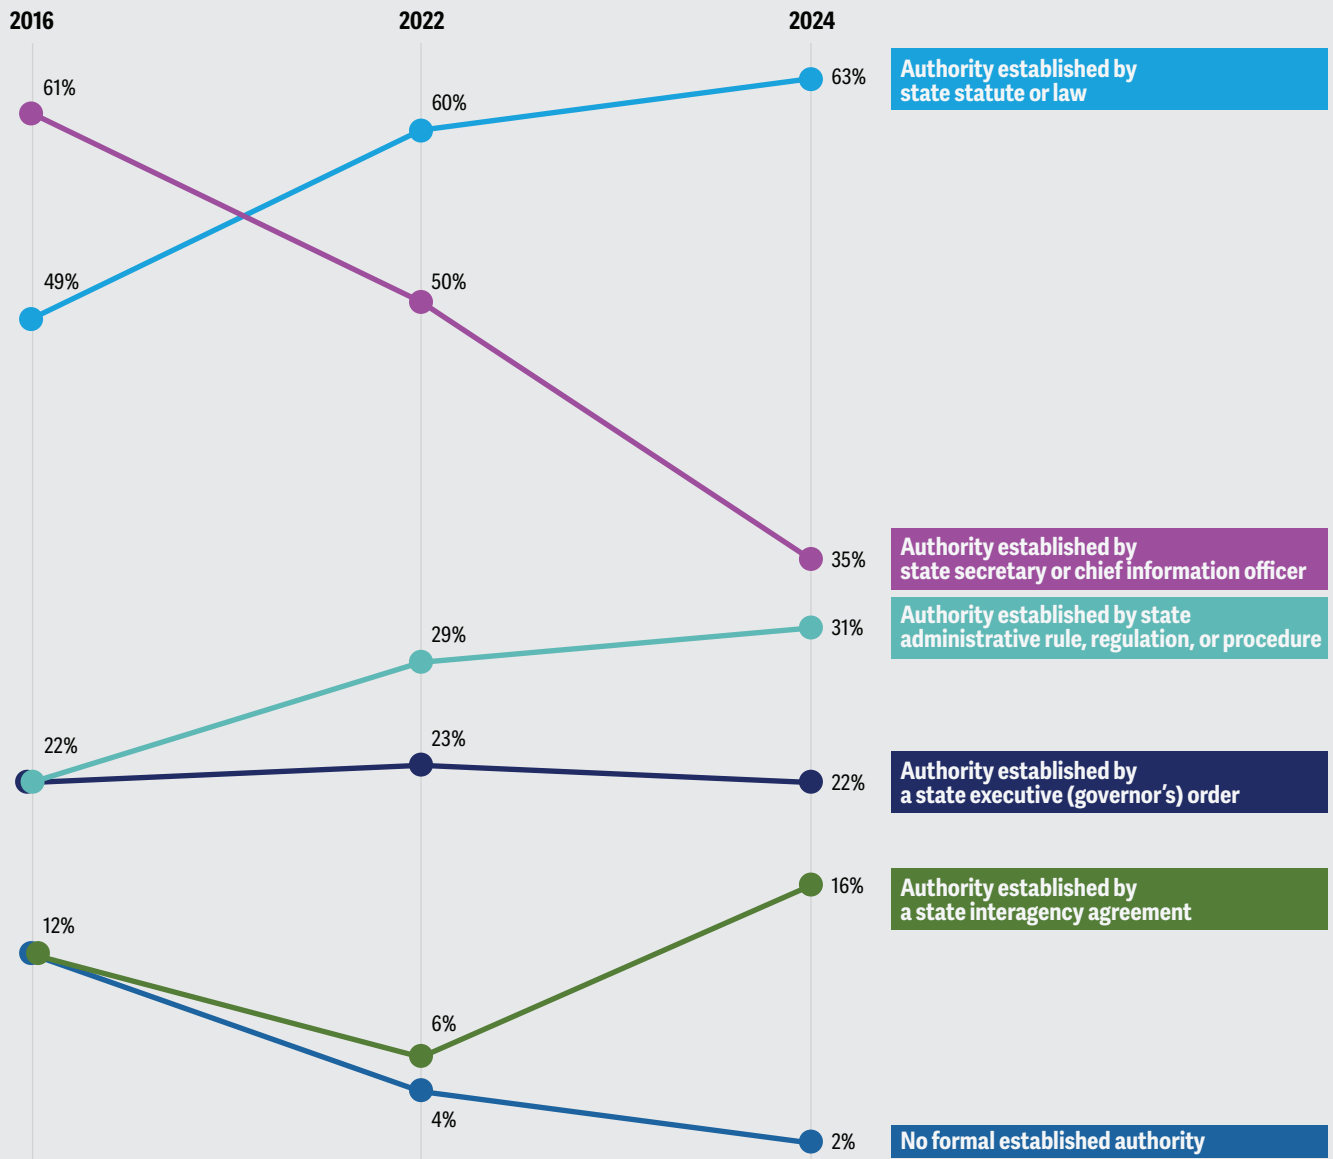 2016 2022 2024
63%
Authority established by
state statute or law
61%
60%
49%
50%
35%
Authority established by
state secretary or chief information officer
29%
31%
Authority established by state
administrative rule, regulation, or procedure
22%
23%
22%
Authority established by
a state executive (governor’s) order
16%
Authority established by
a state interagency agreement
12%
6%
4%
2%
No formal established authority